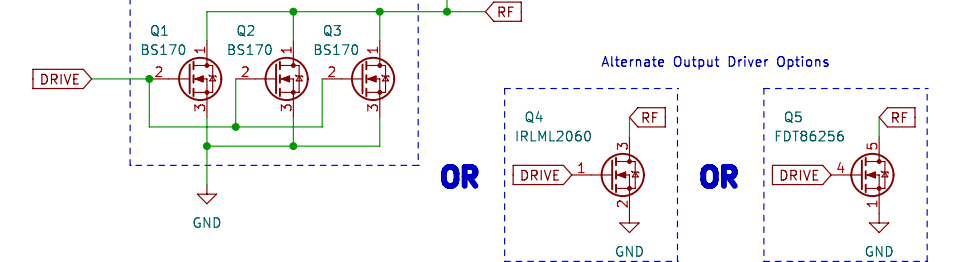 RF
Q1 Q2 Q3
BS170 BS170 BS170
1 1 1
DRIVE 2 2 2
3 3 3
GND
Alternate Output Driver Options
OR
Q4
IRLML2060
RF
3
DRIVE 1
2
GND
OR
Q5
FDT86256
RF
5
DRIVE 4
1
GND